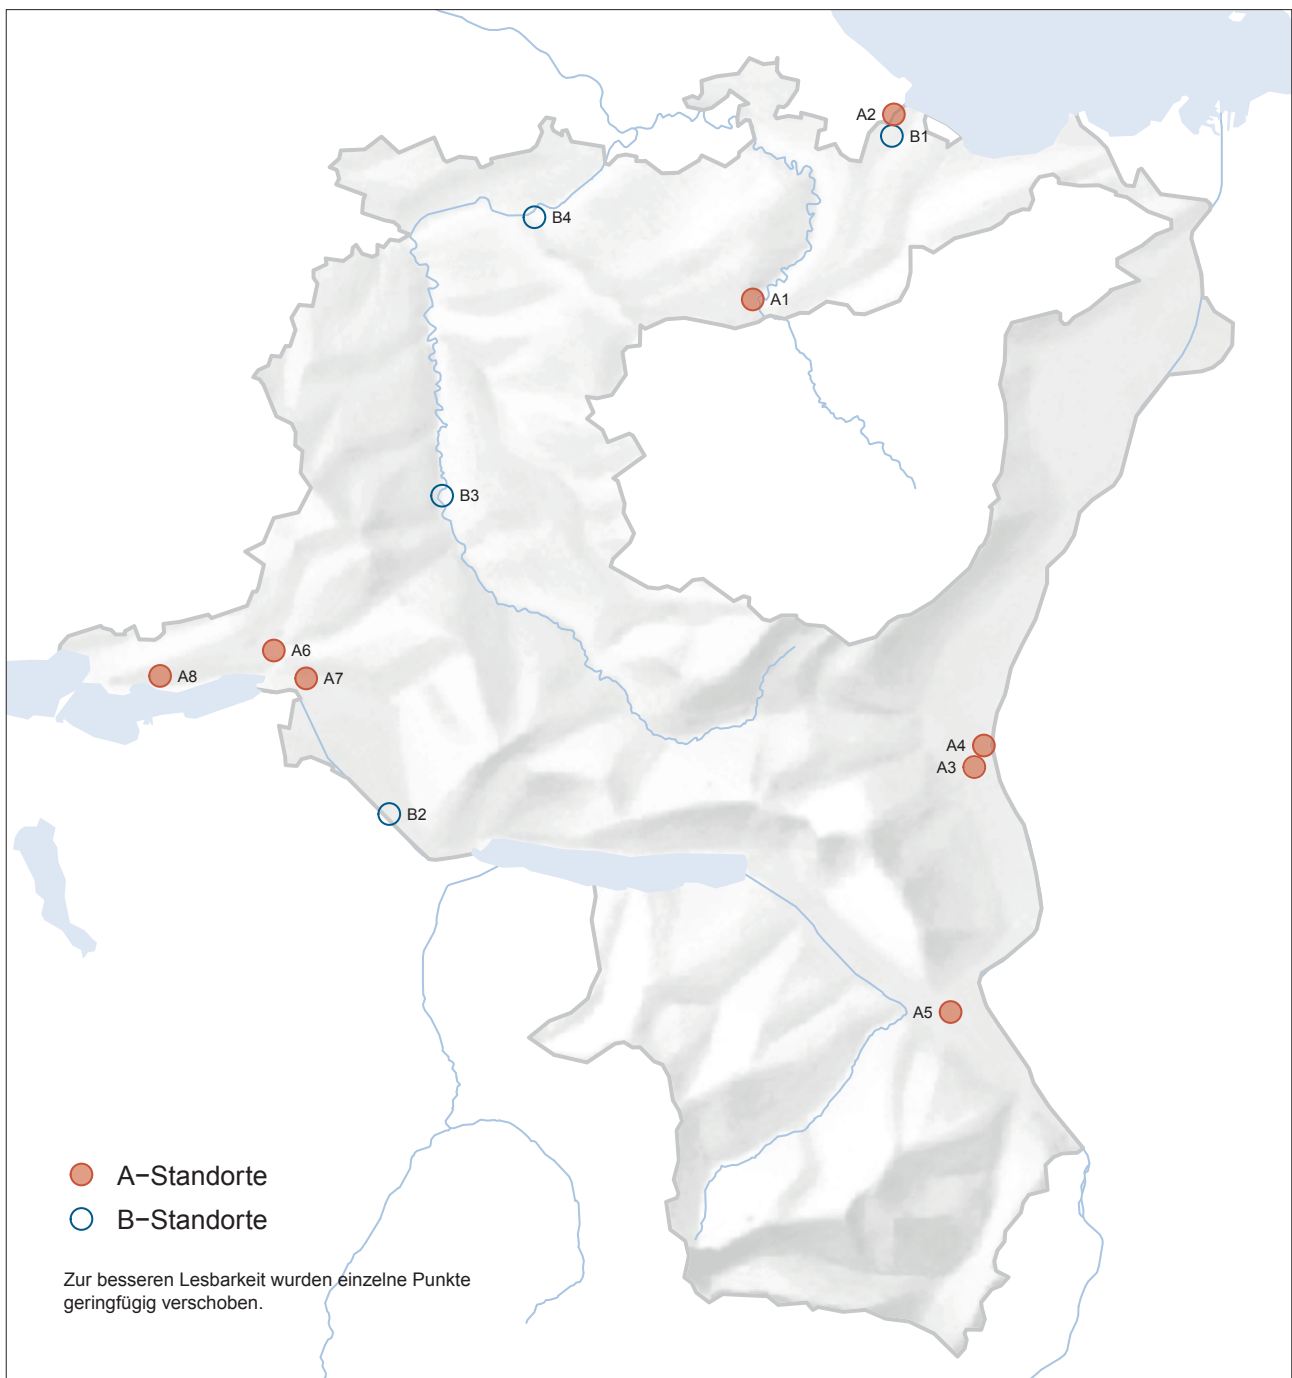 A2
B1
B4
A1
B3
A6
A8
A7
A4
A3
B2
A5
A−Standorte
B−Standorte
Zur besseren Lesbarkeit wurden einzelne Punkte
geringfügig verschoben.